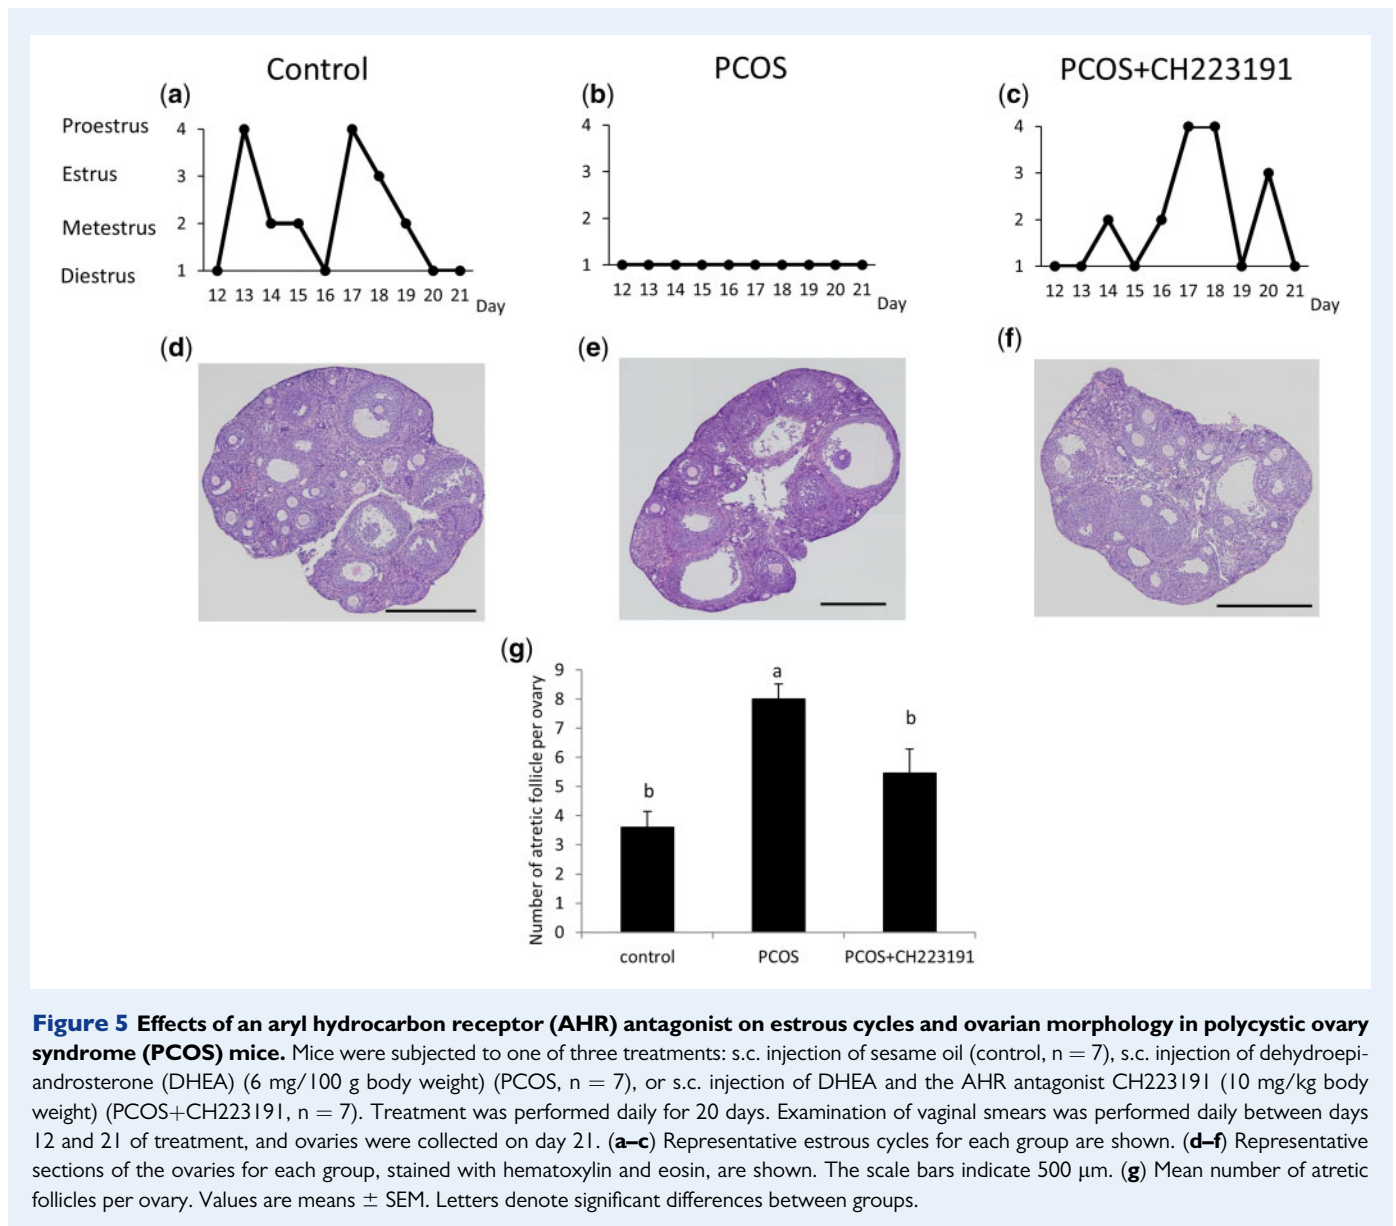 Control
PCOS
PCOS+CH223191
(a)
(b)
(c)
Proestrus
Estrus
Metestrus
Diestrus
4
3
2
1
12 13 14 15 16 17 18 19 20 21
Day
4
3
2
1
12 13 14 15 16 17 18 19 20 21
Day
4
3
2
1
12 13 14 15 16 17 18 19 20 21
Day
(d)
(e)
(f)
(g)
Number of atretic follicle per ovary
9
8
7
6
5
4
3
2
1
0
b
a
b
control
PCOS
PCOS+CH223191
Figure 5 Effects of an aryl hydrocarbon receptor (AHR) antagonist on estrous cycles and ovarian morphology in polycystic ovary
syndrome (PCOS) mice. Mice were subjected to one of three treatments: s.c. injection of sesame oil (control, n = 7), s.c. injection of dehydroepi-
androsterone (DHEA) (6 mg/100 g body weight) (PCOS, n = 7), or s.c. injection of DHEA and the AHR antagonist CH223191 (10 mg/kg body
weight) (PCOS+CH223191, n = 7). Treatment was performed daily for 20 days. Examination of vaginal smears was performed daily between days
12 and 21 of treatment, and ovaries were collected on day 21. (a–c) Representative estrous cycles for each group are shown. (d–f) Representative
sections of the ovaries for each group, stained with hematoxylin and eosin, are shown. The scale bars indicate 500 μm. (g) Mean number of atretic
follicles per ovary. Values are means ± SEM. Letters denote significant differences between groups.